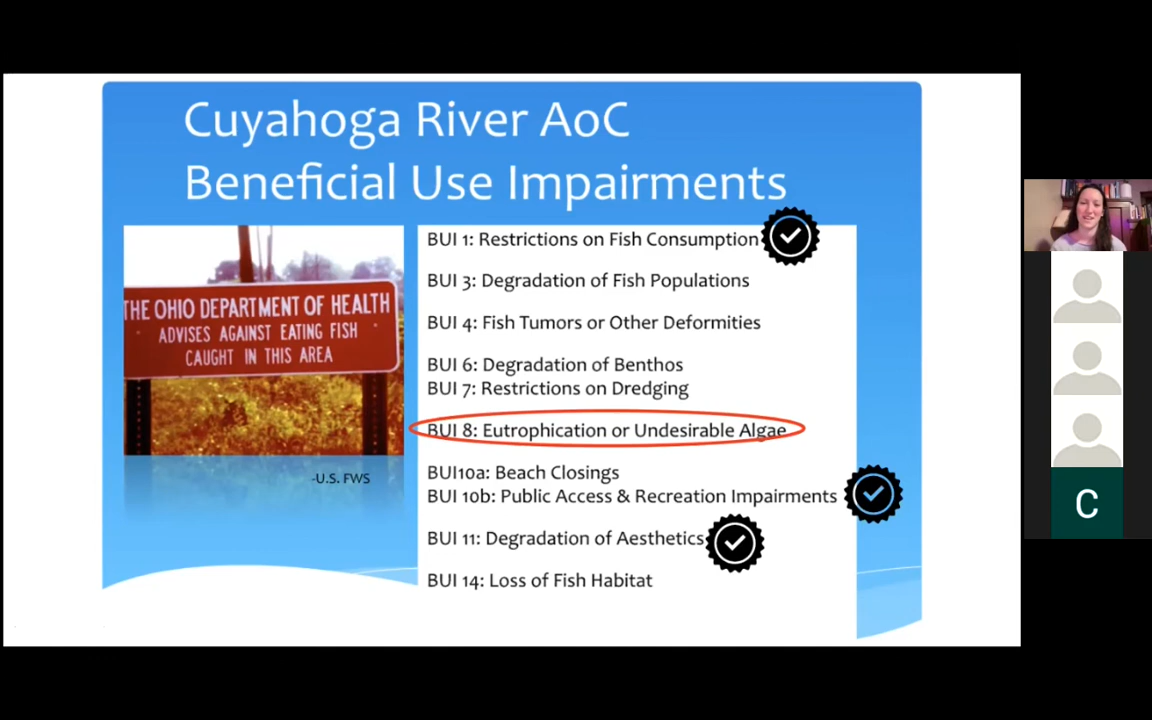 Cuyahoga River AoC
Beneficial Use Impairments
THE OHIO DEPARTMENT OF HEALTH
ADVISES AGAINST EATING FISH
CAUGHT IN THIS AREA
-U.S. FWS
BUI 1: Restrictions on Fish Consumption
BUI 3: Degradation of Fish Populations
BUI 4: Fish Tumors or Other Deformities
BUI 6: Degradation of Benthos
BUI 7: Restrictions on Dredging
BUI 8: Eutrophication or Undesirable Algae
BUI10a: Beach Closings
BUI 10b: Public Access & Recreation Impairments
BUI 11: Degradation of Aesthetics
BUI 14: Loss of Fish Habitat
C